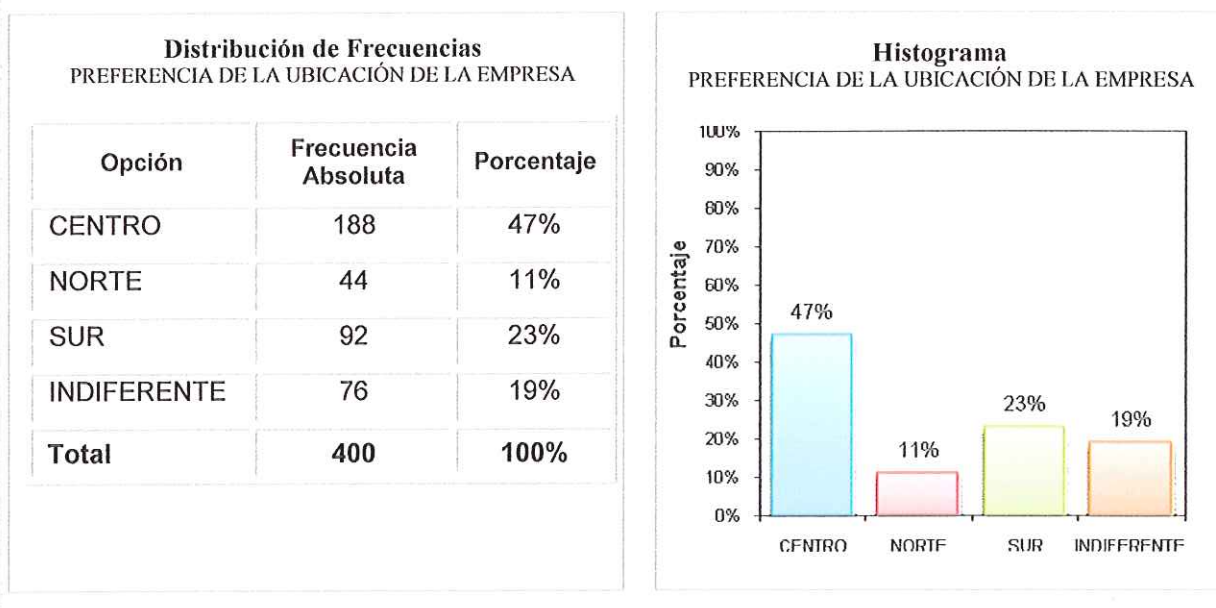 Distribución de Frecuencias
PREFERENCIA DE LA UBICACIÓN DE LA EMPRESA
Opción Frecuencia Absoluta Porcentaje
CENTRO 188 47%
NORTE 44 11%
SUR 92 23%
INDIFERENTE 76 19%
Total 400 100%
Histograma
PREFERENCIA DE LA UBICACIÓN DE LA EMPRESA
Porcentaje
100%
90%
80%
70%
60%
50%
40%
30%
20%
10%
0%
47%
11%
23%
19%
CENTRO NORTE SUR INDIFERENTE